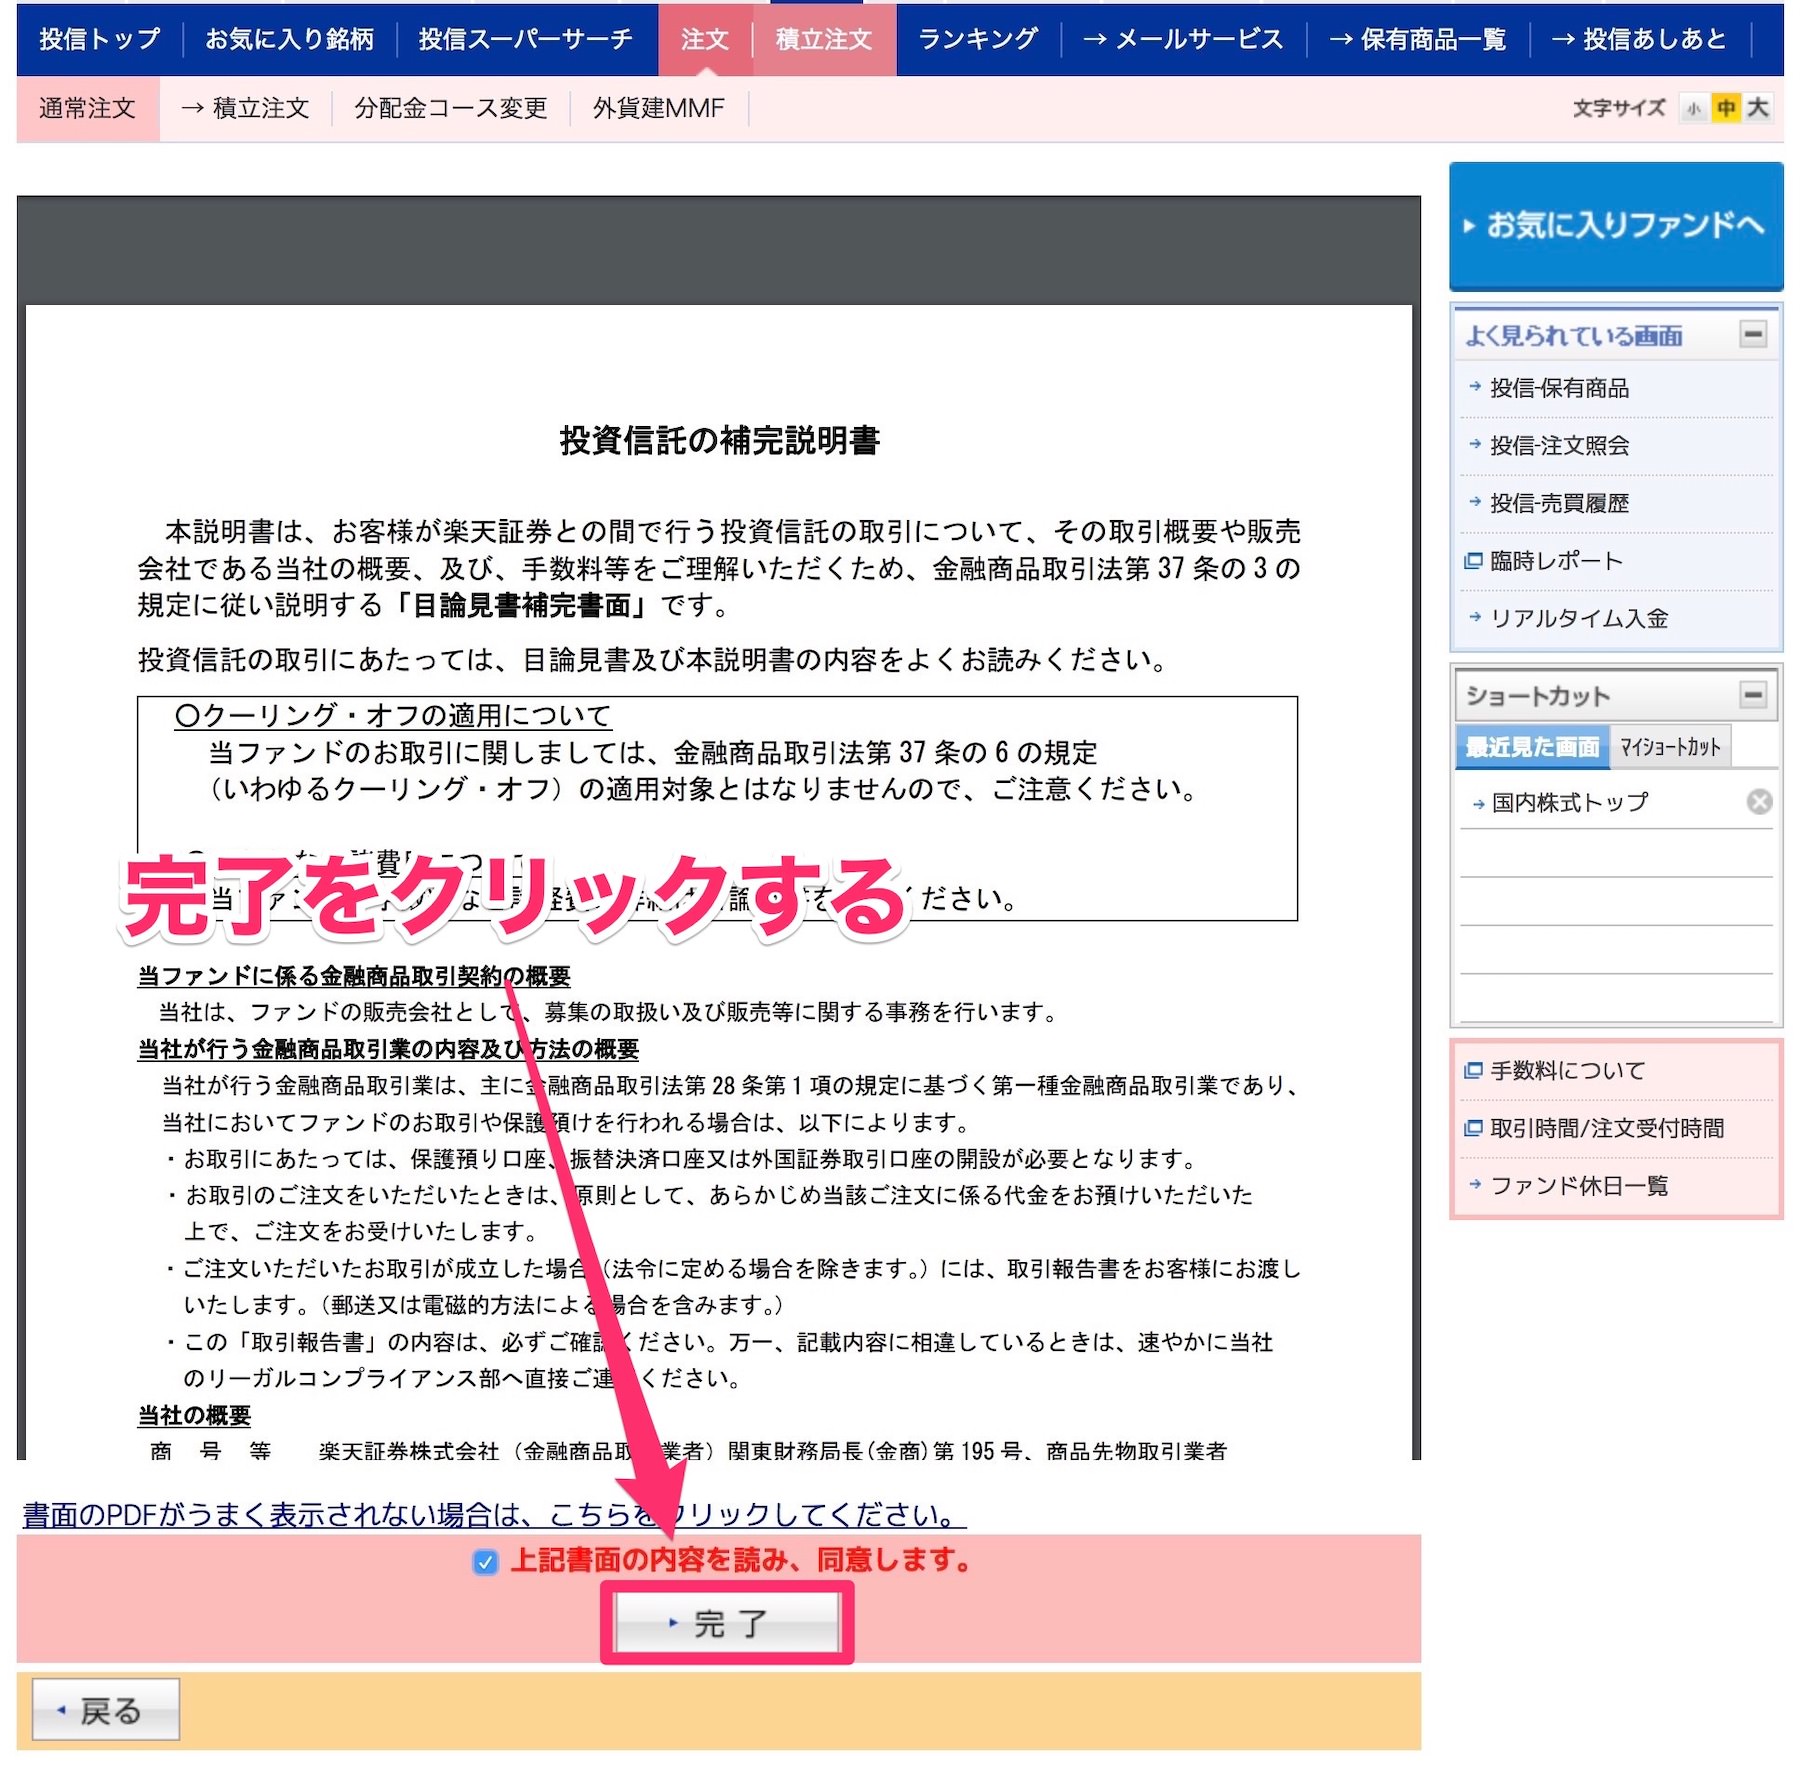 投信トップ お気に入り銘柄 投信スーパーサーチ 注文 積立注文 ランキング → メールサービス → 保有商品一覧 → 投信あしあと
通常注文 → 積立注文 分配金コース変更 外貨建MMF 文字サイズ 小 中 大
投資信託の補完説明書
本説明書は、お客様が楽天証券との間で行う投資信託の取引について、その取引概要や販売
会社である当社の概要、及び、手数料等をご理解いただくため、金融商品取引法第 37 条の 3 の
規定に従い説明する「目論見書補完書面」です。
投資信託の取引にあたっては、目論見書及び本説明書の内容をよくお読みください。
〇クーリング・オフの適用について
当ファンドのお取引に関しましては、金融商品取引法第 37 条の 6 の規定
（いわゆるクーリング・オフ）の適用対象とはなりませんので、ご注意ください。
ください。
完了をクリックする
当ファンドに係る金融商品取引契約の概要
当社は、ファンドの販売会社として、募集の取扱い及び販売等に関する事務を行います。
当社が行う金融商品取引業の内容及び方法の概要
当社が行う金融商品取引業は、主に金融商品取引法第 28 条第 1 項の規定に基づく第一種金融商品取引業であり、
当社においてファンドのお取引や保護預けを行われる場合は、以下によります。
・お取引にあたっては、保護預り口座、振替決済口座又は外国証券取引口座の開設が必要となります。
・お取引のご注文をいただいたときは、原則として、あらかじめ当該ご注文に係る代金をお預けいただいた
上で、ご注文をお受けいたします。
・ご注文いただいたお取引が成立した場合（法令に定める場合を除きます。）には、取引報告書をお客様にお渡し
いたします。（郵送又は電磁的方法による場合を含みます。）
・この「取引報告書」の内容は、必ずご確認ください。万一、記載内容に相違しているときは、速やかに当社
のリーガルコンプライアンス部へ直接ご連絡ください。
当社の概要
商 号 等 楽天証券株式会社（金融商品取引業者）関東財務局長(金商)第 195 号、商品先物取引業者
書面のPDFがうまく表示されない場合は、こちらをクリックしてください。
上記書面の内容を読み、同意します。
完 了
戻る
お気に入りファンドへ
よく見られている画面
投信-保有商品
投信-注文照会
投信-売買履歴
臨時レポート
リアルタイム入金
ショートカット
最近見た画面 マイショートカット
国内株式トップ
手数料について
取引時間/注文受付時間
ファンド休日一覧